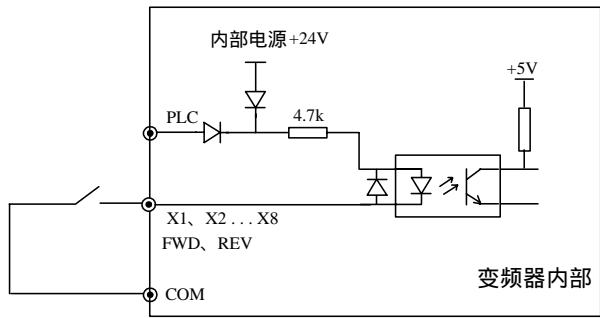 内部电源+24V
+5V
PLC
4.7k
X1、X2...X8
FWD、REV
变频器内部
COM